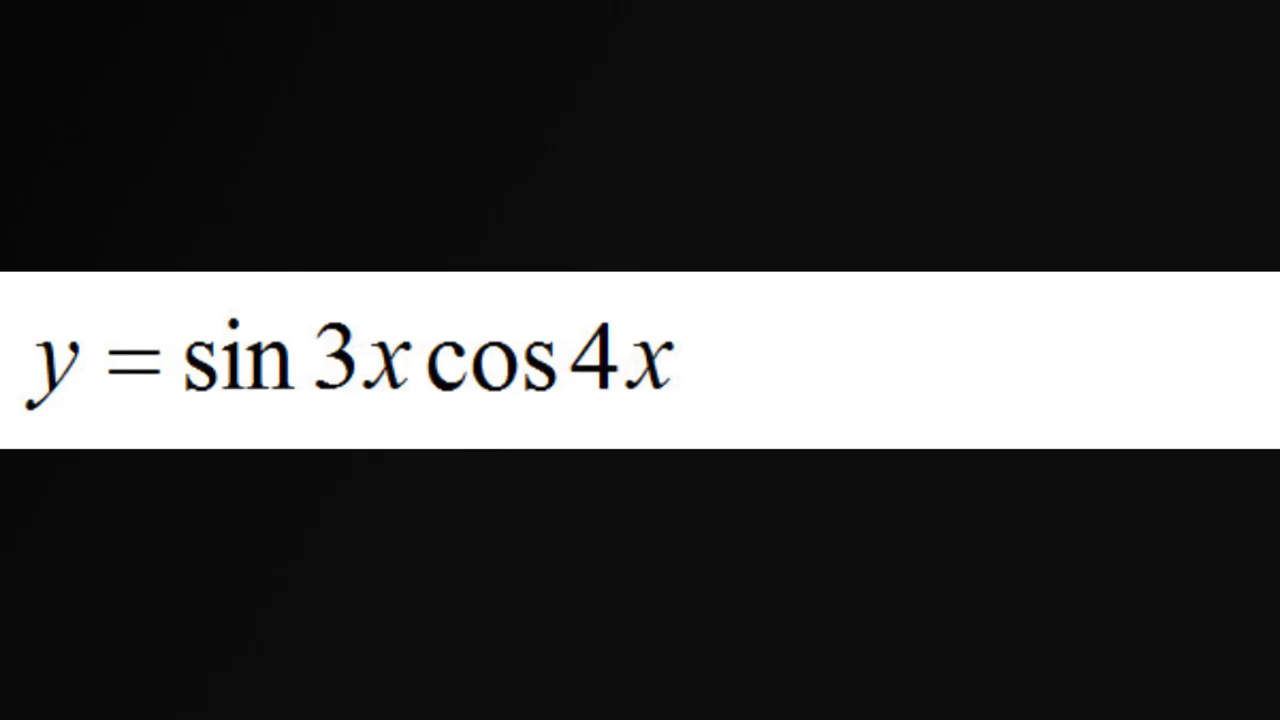 y = sin 3x cos 4x